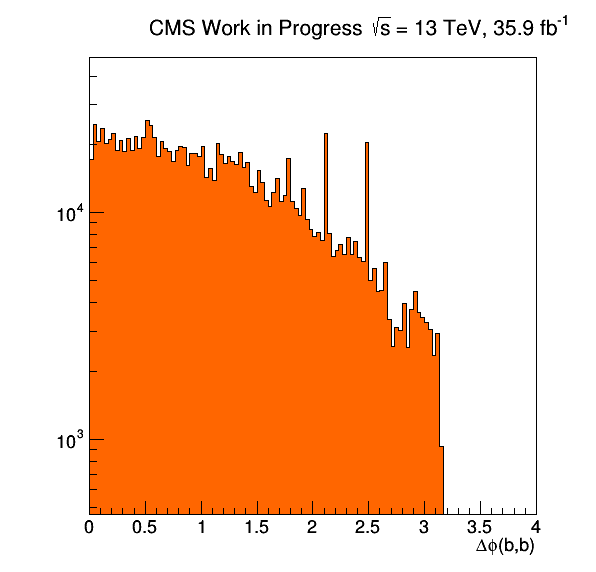 CMS Work in Progress √s = 13 TeV, 35.9 fb⁻¹
10⁴
10³
0 0.5 1 1.5 2 2.5 3 3.5 4
Δϕ(b,b)